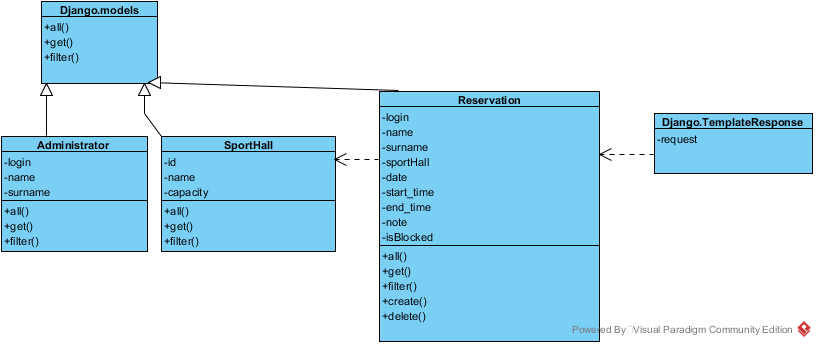 Django.models
+all()
+get()
+filter()
Administrator
-login
-name
-surname
+all()
+get()
+filter()
SportHall
-id
-name
-capacity
+all()
+get()
+filter()
Reservation
-login
-name
-surname
-sportHall
-date
-start_time
-end_time
-note
-isBlocked
+all()
+get()
+filter()
+create()
+delete()
Django.TemplateResponse
-request
Powered By Visual Paradigm Community Edition